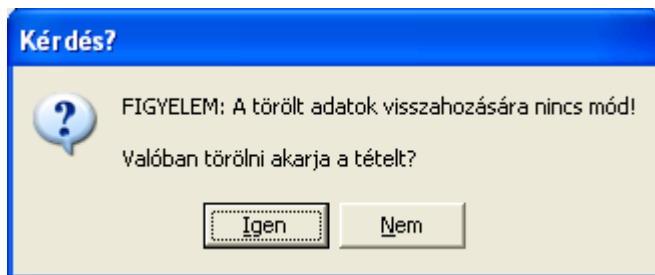 Kérdés?
FIGYELEM: A törölt adatok visszahozására nincs mód!
Valóban törölni akarja a tételt?
Igen Nem